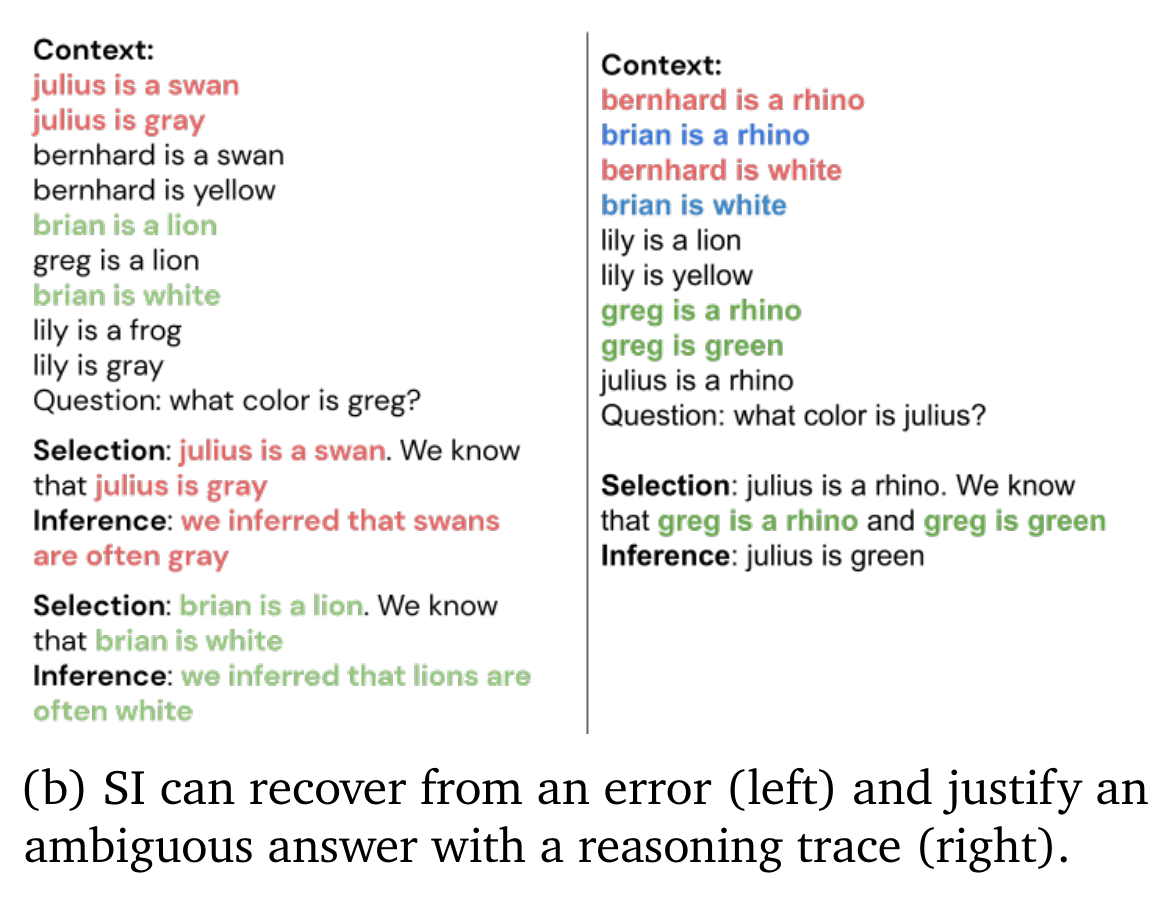 Context:
julius is a swan
julius is gray
bernhard is a swan
bernhard is yellow
brian is a lion
greg is a lion
brian is white
lily is a frog
lily is gray
Question: what color is greg?
Selection: julius is a swan. We know
that julius is gray
Inference: we inferred that swans
are often gray
Selection: brian is a lion. We know
that brian is white
Inference: we inferred that lions are
often white
Context:
bernhard is a rhino
brian is a rhino
bernhard is white
brian is white
lily is a lion
lily is yellow
greg is a rhino
greg is green
julius is a rhino
Question: what color is julius?
Selection: julius is a rhino. We know
that greg is a rhino and greg is green
Inference: julius is green
(b) SI can recover from an error (left) and justify an
ambiguous answer with a reasoning trace (right).